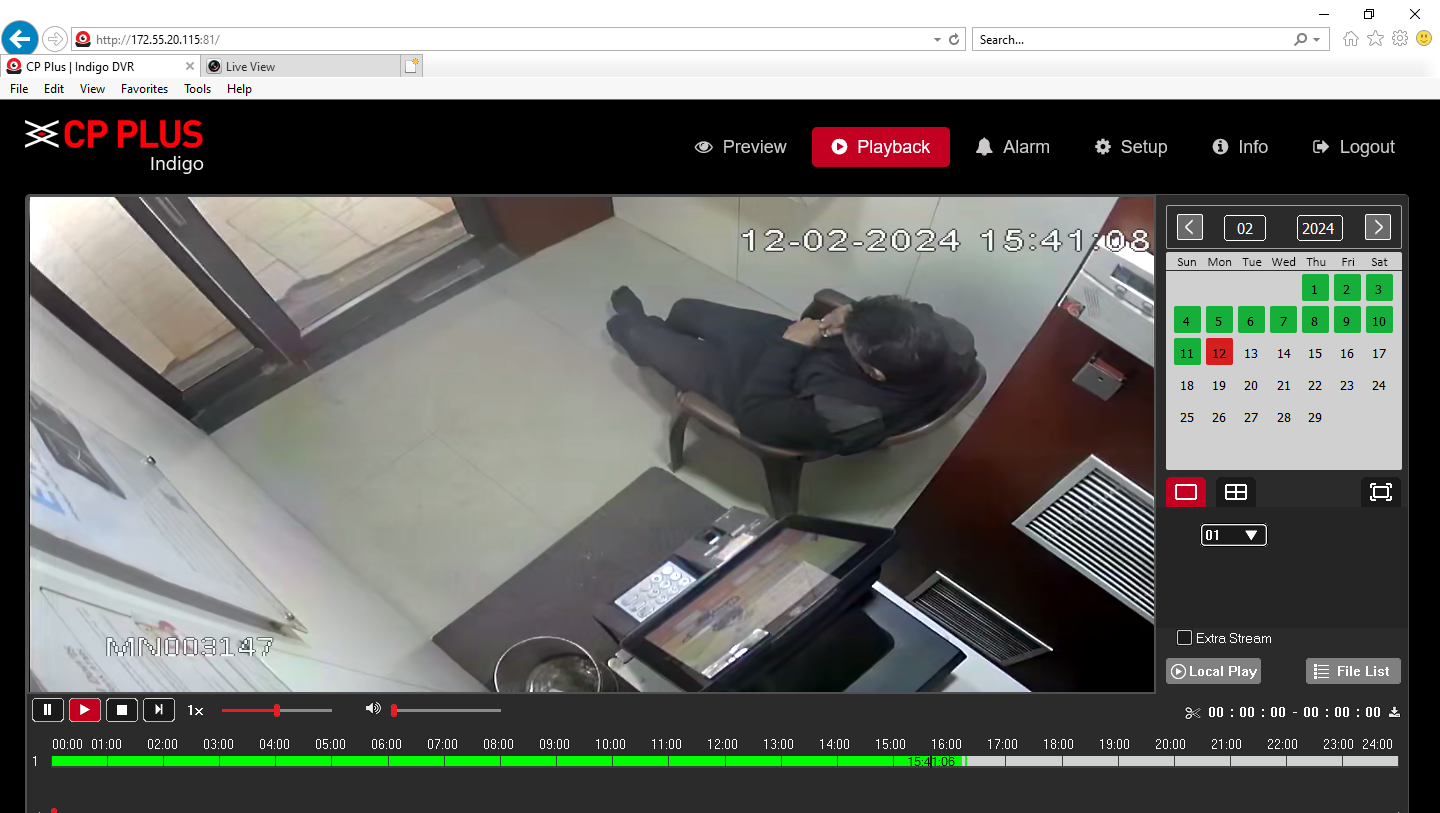 http://172.55.20.115:81/
Search...
CP Plus | Indigo DVR
Live View
File Edit View Favorites Tools Help
CP PLUS
Indigo
Preview Playback Alarm Setup Info Logout
12-02-2024 15:41:08
02 2024
Sun Mon Tue Wed Thu Fri Sat
1 2 3
4 5 6 7 8 9 10
11 12 13 14 15 16 17
18 19 20 21 22 23 24
25 26 27 28 29
01
Extra Stream
Local Play File List
MN003147
1x
00 : 00 : 00 - 00 : 00 : 00
00:00 01:00 02:00 03:00 04:00 05:00 06:00 07:00 08:00 09:00 10:00 11:00 12:00 13:00 14:00 15:00 16:00 17:00 18:00 19:00 20:00 21:00 22:00 23:00 24:00
1
15:41:06